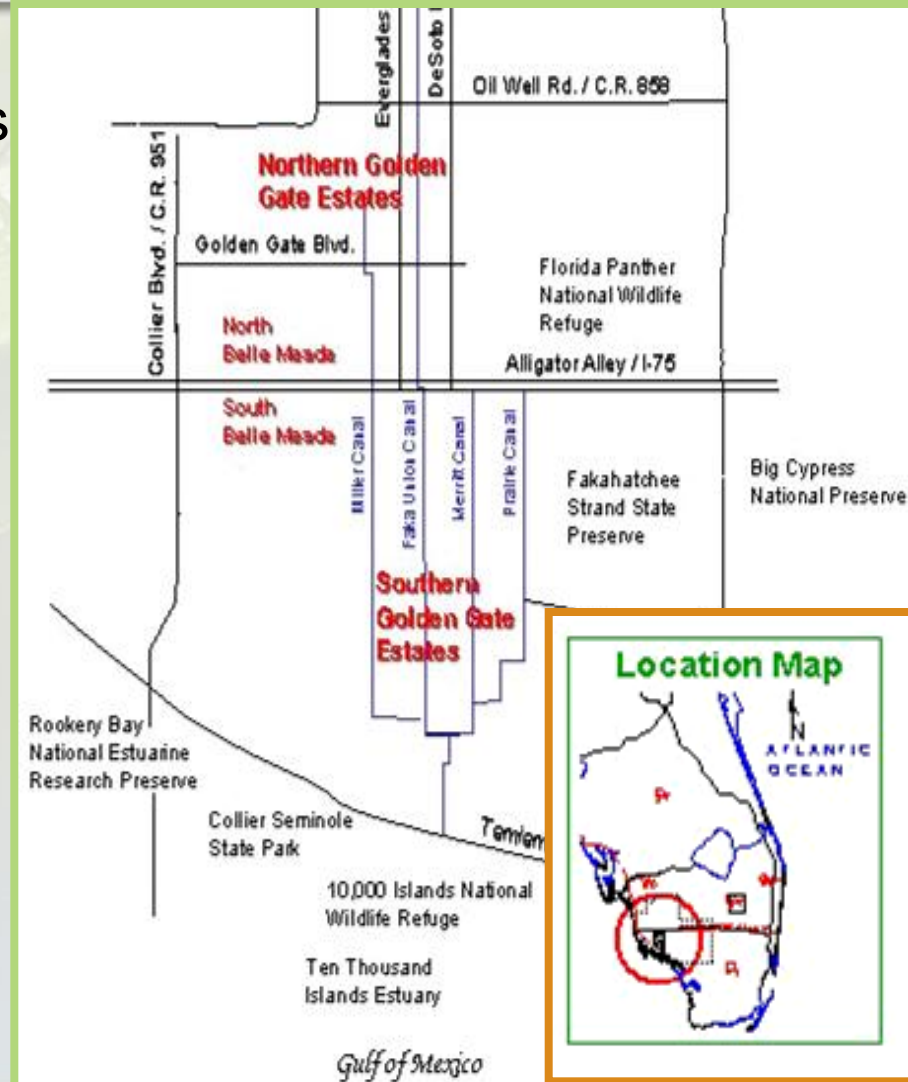 s
Everglades
DeSoto
Oil Well Rd. / C.R. 858
Collier Blvd. / C.R. 951
Northern Golden
Gate Estates
Golden Gate Blvd.
Florida Panther
National Wildlife
Refuge
North
Belle Meade
Alligator Alley / I-75
South
Belle Meade
Miller Canal
Faka Union Canal
Merritt Canal
Prairie Canal
Fakahatchee
Strand State
Preserve
Big Cypress
National Preserve
Southern
Golden Gate
Estates
Rookery Bay
National Estuarine
Research Preserve
Collier Seminole
State Park
10,000 Islands National
Wildlife Refuge
Ten Thousand
Islands Estuary
Gulf of Mexico
Location Map
N
ATLANTIC
OCEAN